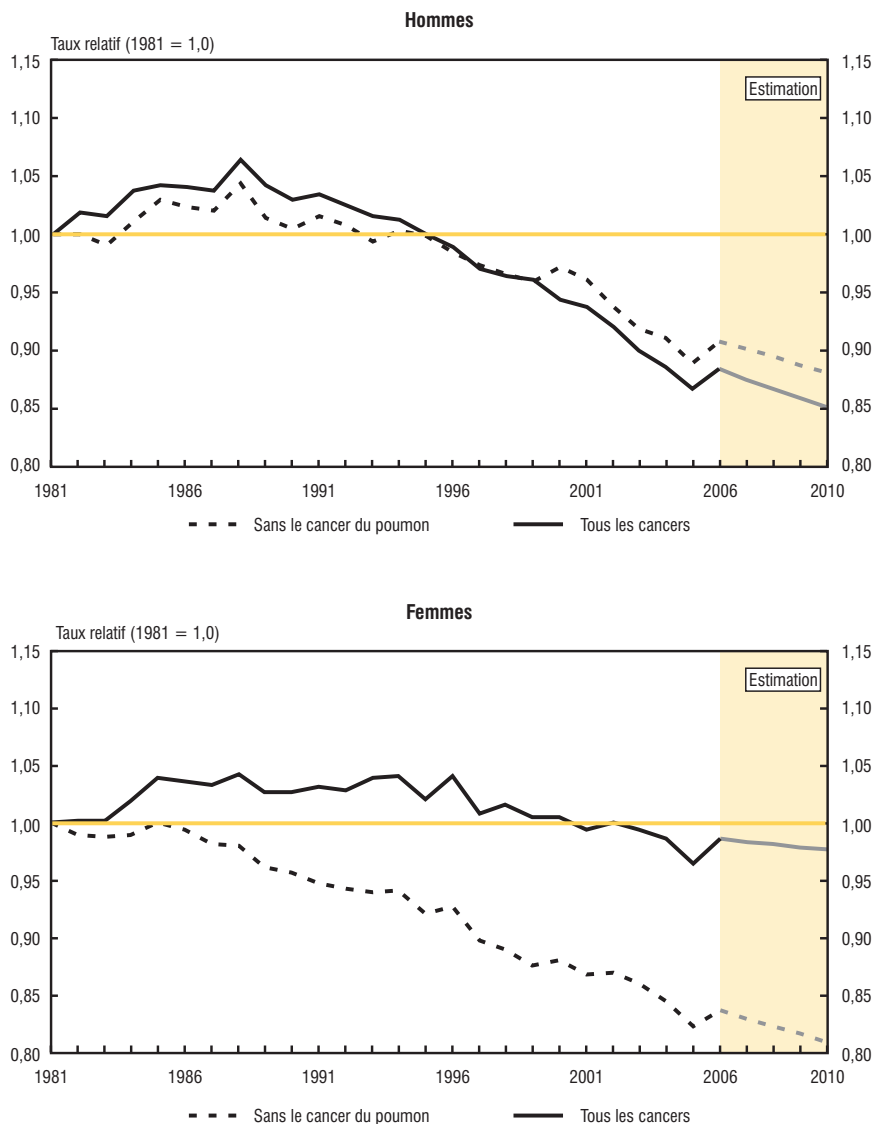 Hommes
Taux relatif (1981 = 1,0)
1,15 1,15
Estimation
1,10 1,10
1,05 1,05
1,00 1,00
0,95 0,95
0,90 0,90
0,85 0,85
0,80 0,80
1981 1986 1991 1996 2001 2006 2010
Sans le cancer du poumon Tous les cancers
Femmes
Taux relatif (1981 = 1,0)
1,15 1,15
Estimation
1,10 1,10
1,05 1,05
1,00 1,00
0,95 0,95
0,90 0,90
0,85 0,85
0,80 0,80
1981 1986 1991 1996 2001 2006 2010
Sans le cancer du poumon Tous les cancers